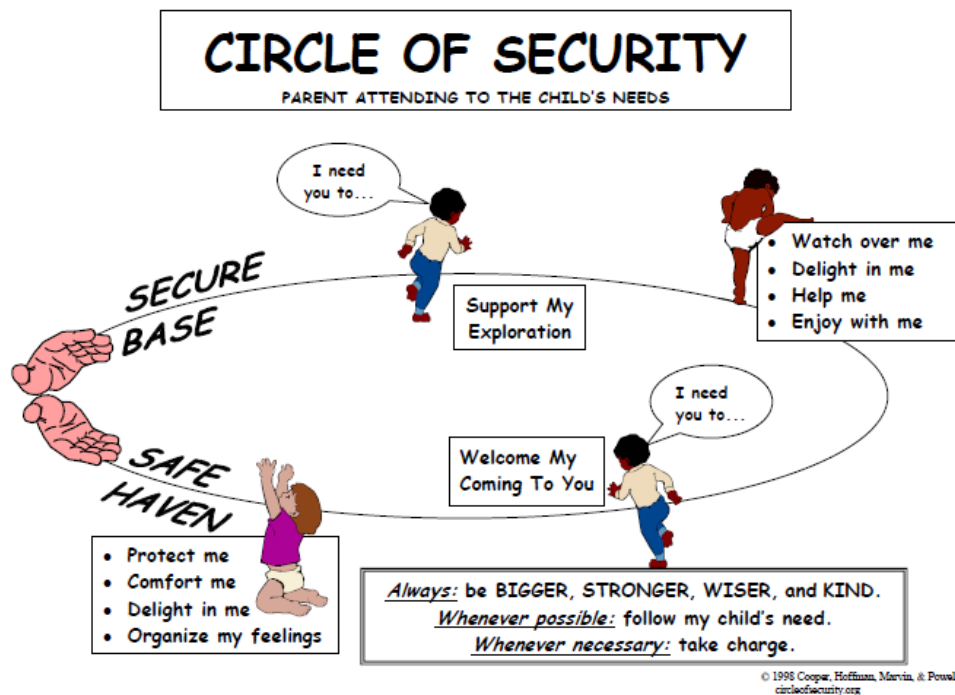 CIRCLE OF SECURITY
PARENT ATTENDING TO THE CHILD'S NEEDS
I need
you to...
SECURE
BASE
Support My
Exploration
• Watch over me
• Delight in me
• Help me
• Enjoy with me
I need
you to...
Welcome My
Coming To You
SAFE
HAVEN
• Protect me
• Comfort me
• Delight in me
• Organize my feelings
Always: be BIGGER, STRONGER, WISER, and KIND.
Whenever possible: follow my child's need.
Whenever necessary: take charge.
© 1998 Cooper, Hoffman, Marvin, & Powel
circleofsecurity.org